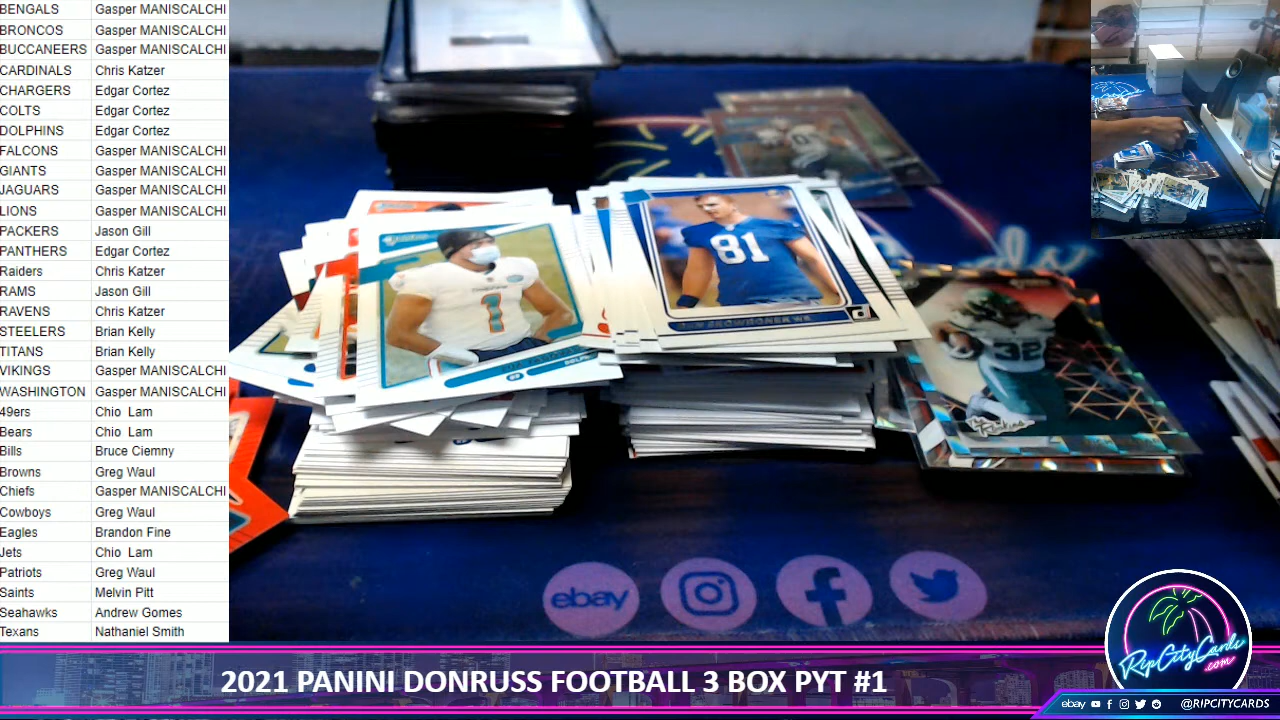 BENGALS Gasper MANISCALCHI
BRONCOS Gasper MANISCALCHI
BUCCANEERS Gasper MANISCALCHI
CARDINALS Chris Katzer
CHARGERS Edgar Cortez
COLTS Edgar Cortez
DOLPHINS Edgar Cortez
FALCONS Gasper MANISCALCHI
GIANTS Gasper MANISCALCHI
JAGUARS Gasper MANISCALCHI
LIONS Gasper MANISCALCHI
PACKERS Jason Gill
PANTHERS Edgar Cortez
Raiders Chris Katzer
RAMS Jason Gill
RAVENS Chris Katzer
STEELERS Brian Kelly
TITANS Brian Kelly
VIKINGS Gasper MANISCALCHI
WASHINGTON Gasper MANISCALCHI
49ers Chio Lam
Bears Chio Lam
Bills Bruce Ciemny
Browns Greg Waul
Chiefs Gasper MANISCALCHI
Cowboys Greg Waul
Eagles Brandon Fine
Jets Chio Lam
Patriots Greg Waul
Saints Melvin Pitt
Seahawks Andrew Gomes
Texans Nathaniel Smith
1
81
32
ebay
RipCityCards
.com
2021 PANINI DONRUSS FOOTBALL 3 BOX PYT #1
ebay @RIPCITYCARDS